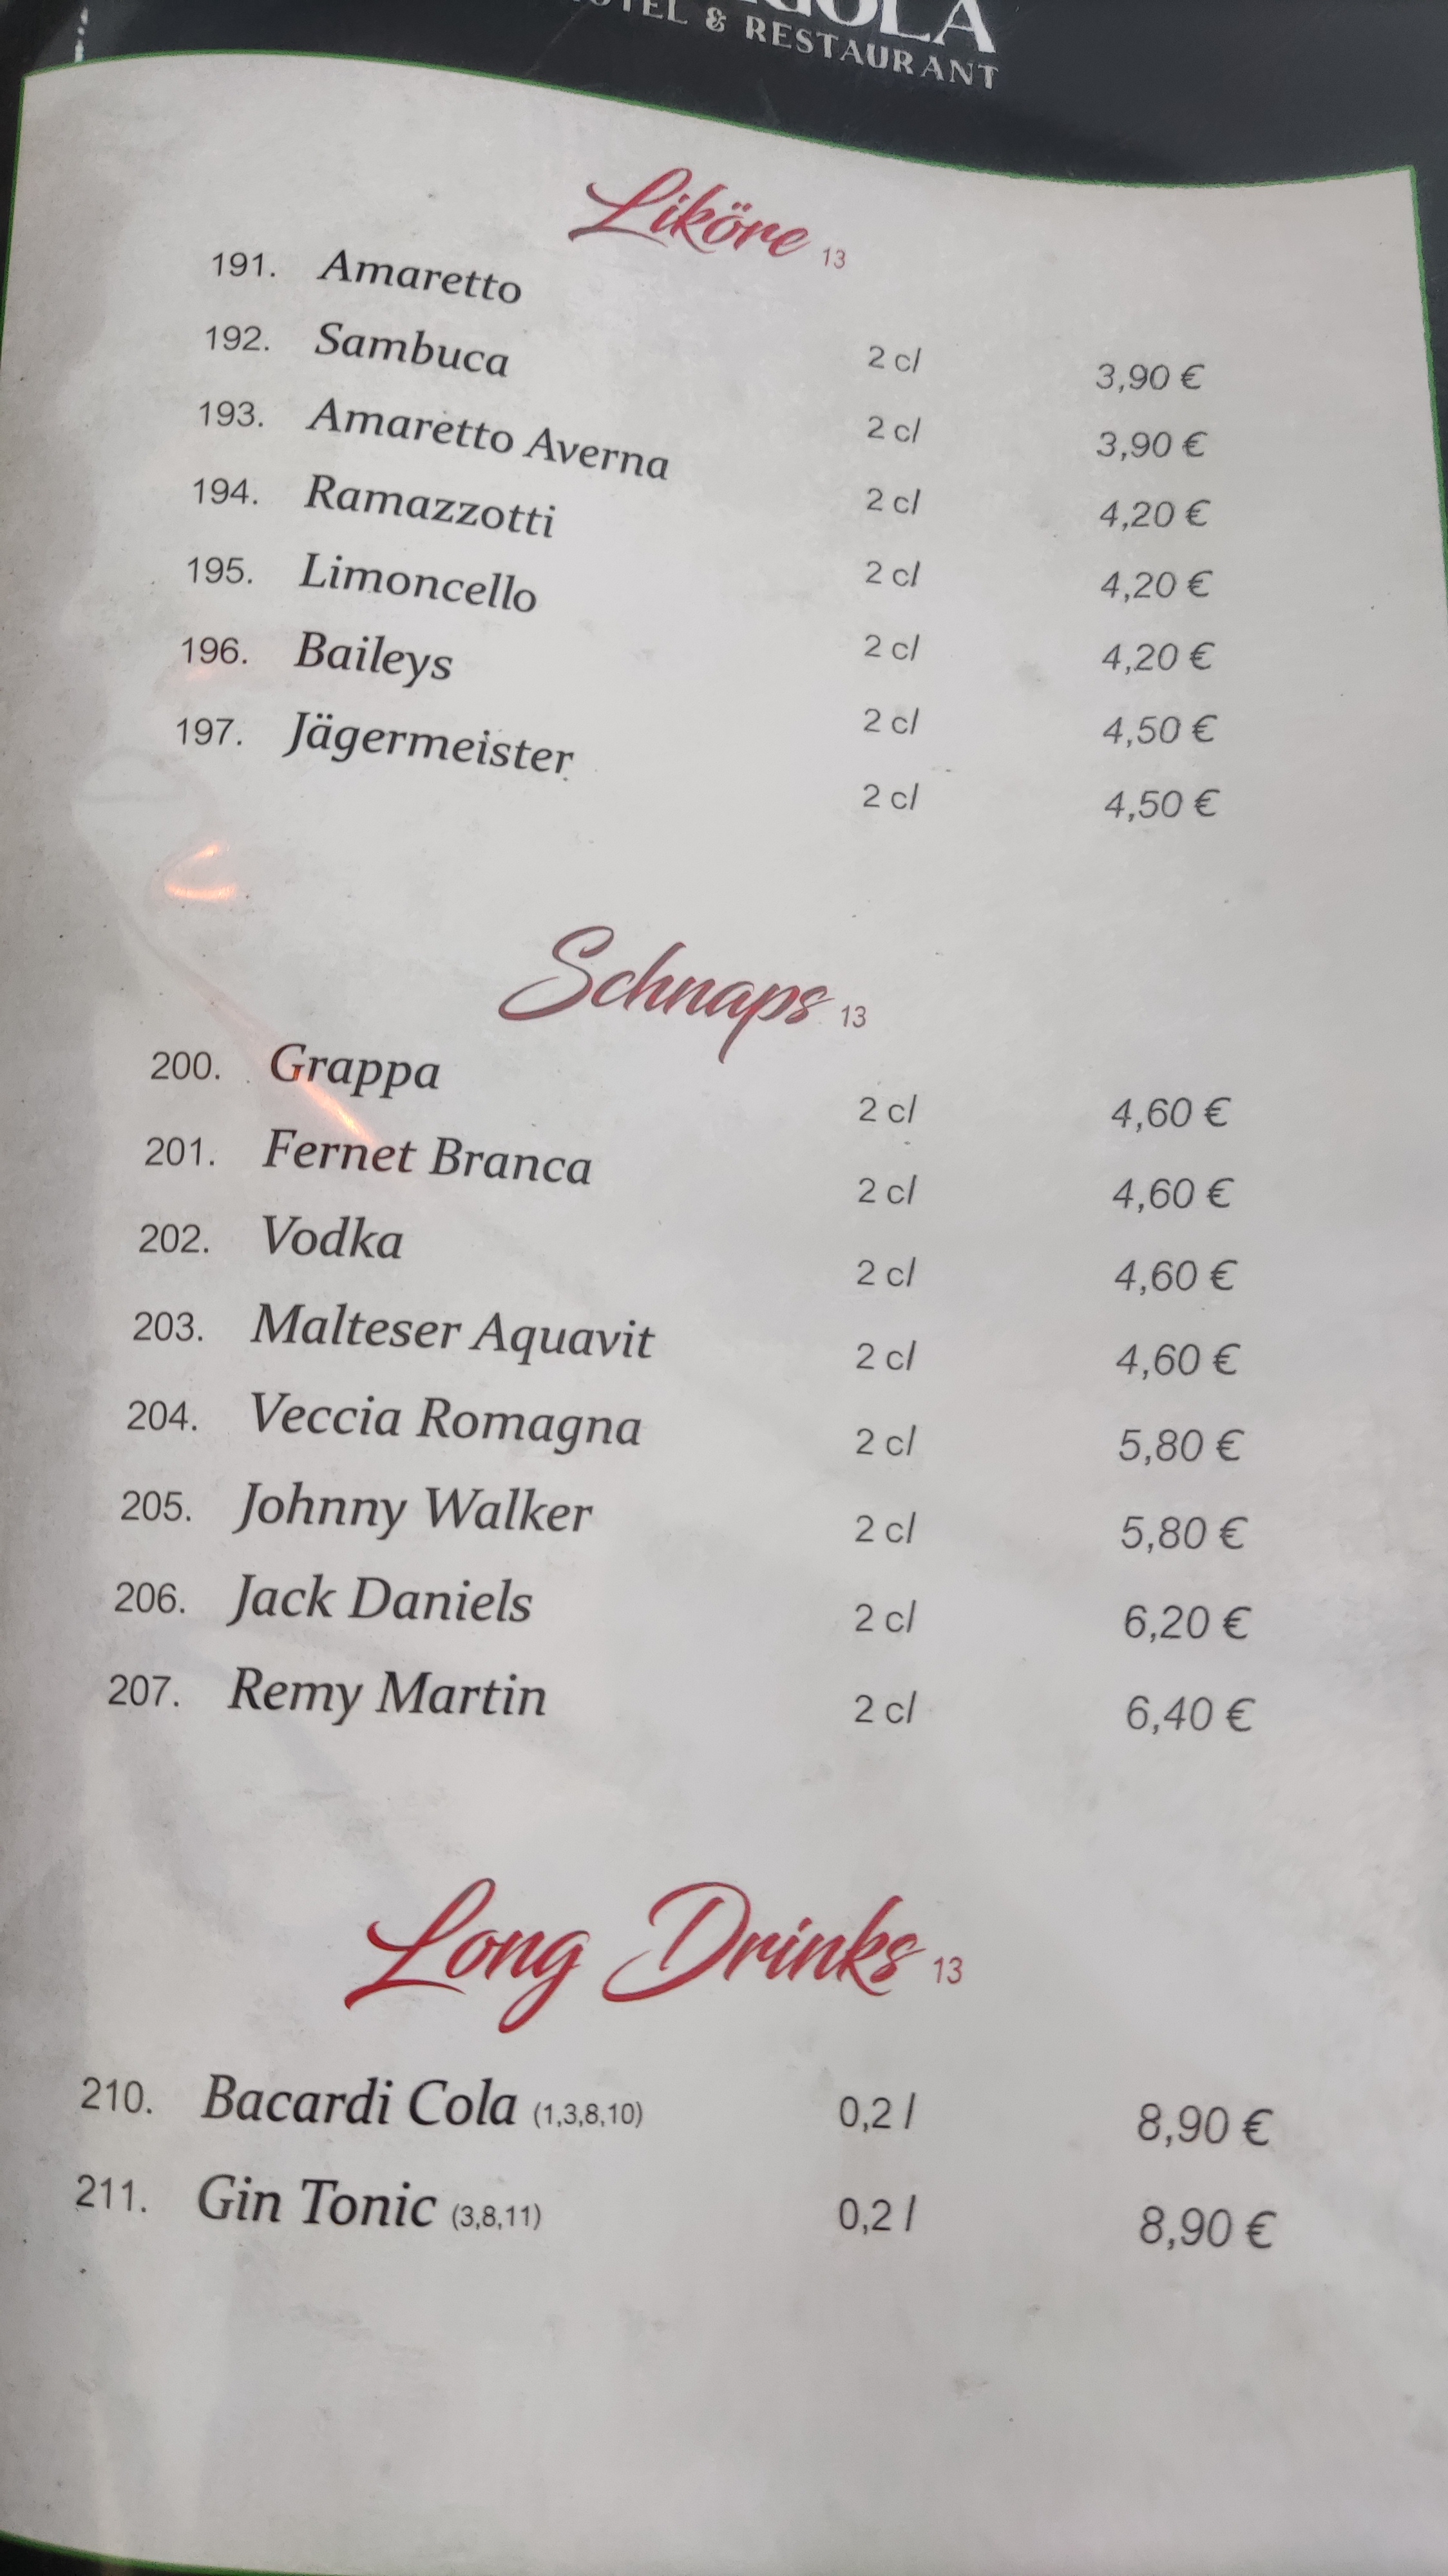 & RESTAURANT
Liköre 13
191. Amaretto 2 cl 3,90 €
192. Sambuca 2 cl 3,90 €
193. Amaretto Averna 2 cl 4,20 €
194. Ramazzotti 2 cl 4,20 €
195. Limoncello 2 cl 4,20 €
196. Baileys 2 cl 4,50 €
197. Jägermeister 2 cl 4,50 €
Schnaps 13
200. Grappa 2 cl 4,60 €
201. Fernet Branca 2 cl 4,60 €
202. Vodka 2 cl 4,60 €
203. Malteser Aquavit 2 cl 4,60 €
204. Veccia Romagna 2 cl 5,80 €
205. Johnny Walker 2 cl 5,80 €
206. Jack Daniels 2 cl 6,20 €
207. Remy Martin 2 cl 6,40 €
Long Drinks 13
210. Bacardi Cola (1,3,8,10) 0,2 l 8,90 €
211. Gin Tonic (3,8,11) 0,2 l 8,90 €